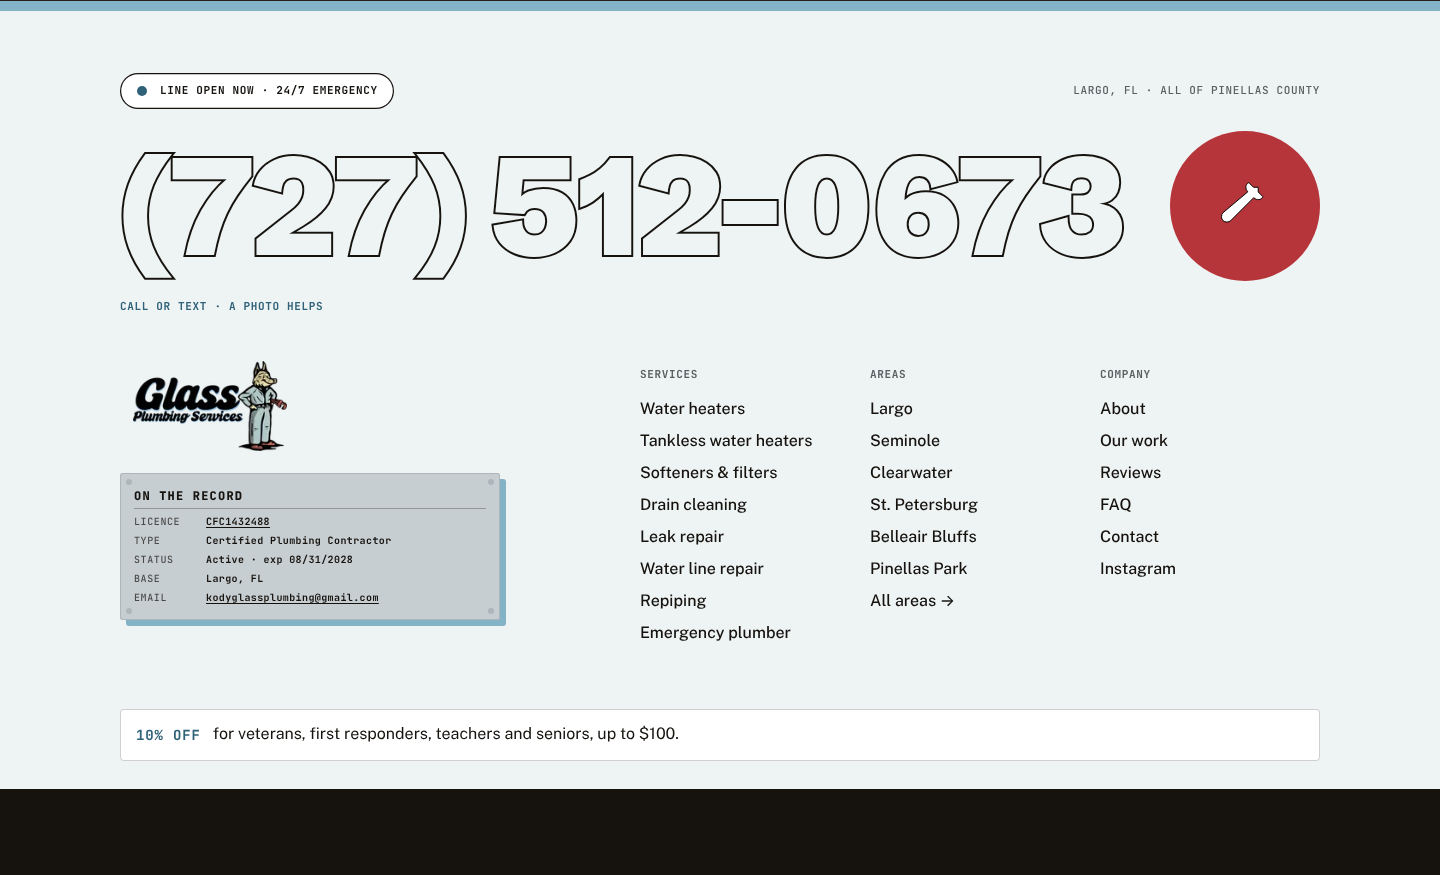 LINE OPEN NOW · 24/7 EMERGENCY
LARGO, FL · ALL OF PINELLAS COUNTY
(727) 512-0673
CALL OR TEXT · A PHOTO HELPS
Glass
Plumbing Services
ON THE RECORD
LICENCE CFC1432488
TYPE Certified Plumbing Contractor
STATUS Active · exp 08/31/2028
BASE Largo, FL
EMAIL kodyglassplumbing@gmail.com
SERVICES
Water heaters
Tankless water heaters
Softeners & filters
Drain cleaning
Leak repair
Water line repair
Repiping
Emergency plumber
AREAS
Largo
Seminole
Clearwater
St. Petersburg
Belleair Bluffs
Pinellas Park
All areas →
COMPANY
About
Our work
Reviews
FAQ
Contact
Instagram
10% OFF for veterans, first responders, teachers and seniors, up to $100.